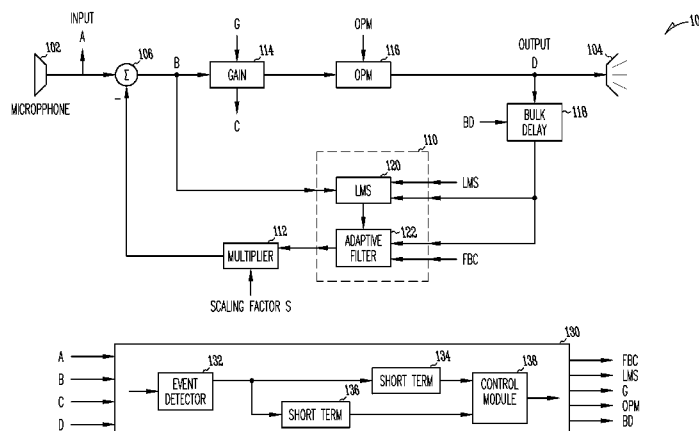 10
INPUT
A
102
106
Σ
B
G
114
GAIN
C
OPM
116
OPM
OUTPUT
D
104
MICROPPHONE
−
BD
BULK
DELAY
118
110
120
LMS
LMS
122
ADAPTIVE
FILTER
FBC
112
MULTIPLIER
SCALING FACTOR S
130
A
B
C
D
132
EVENT
DETECTOR
134
SHORT TERM
136
SHORT TERM
138
CONTROL
MODULE
FBC
LMS
G
OPM
BD